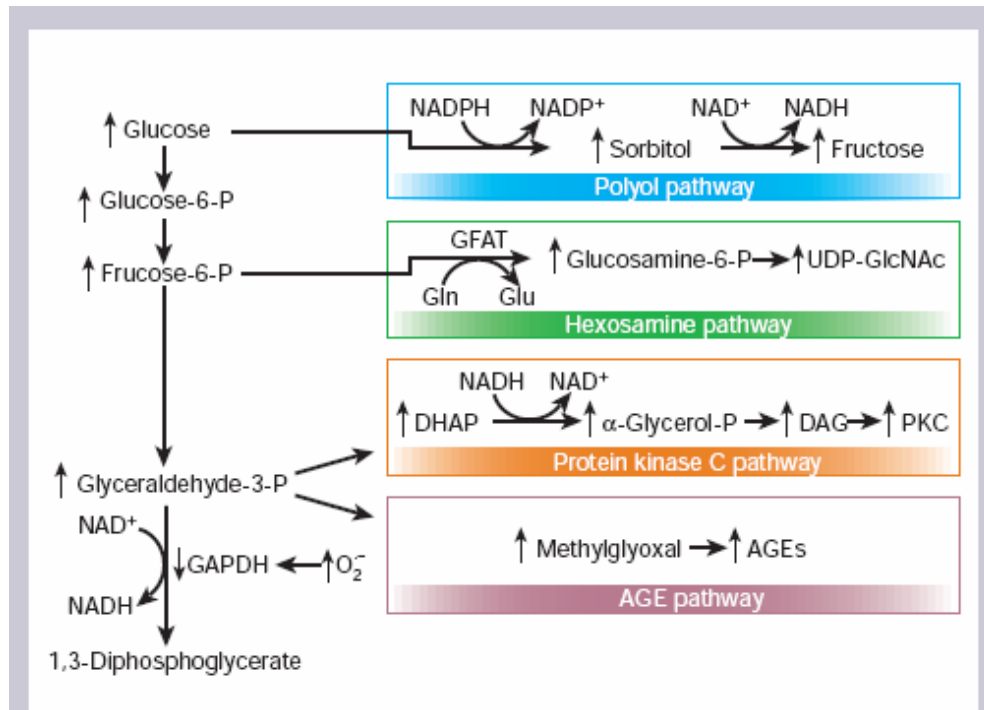 NADPH NADP+ NAD+ NADH
↑ Glucose
↑ Sorbitol ↑ Fructose
Polyol pathway
↑ Glucose-6-P
GFAT
↑ Frucose-6-P
↑ Glucosamine-6-P → ↑ UDP-GlcNAc
Gln Glu
Hexosamine pathway
NADH NAD+
↑ DHAP ↑ α-Glycerol-P → ↑ DAG → ↑ PKC
Protein kinase C pathway
↑ Glyceraldehyde-3-P
NAD+
↓ GAPDH ← ↑ O2−
NADH
↑ Methylglyoxal → ↑ AGEs
AGE pathway
1,3-Diphosphoglycerate